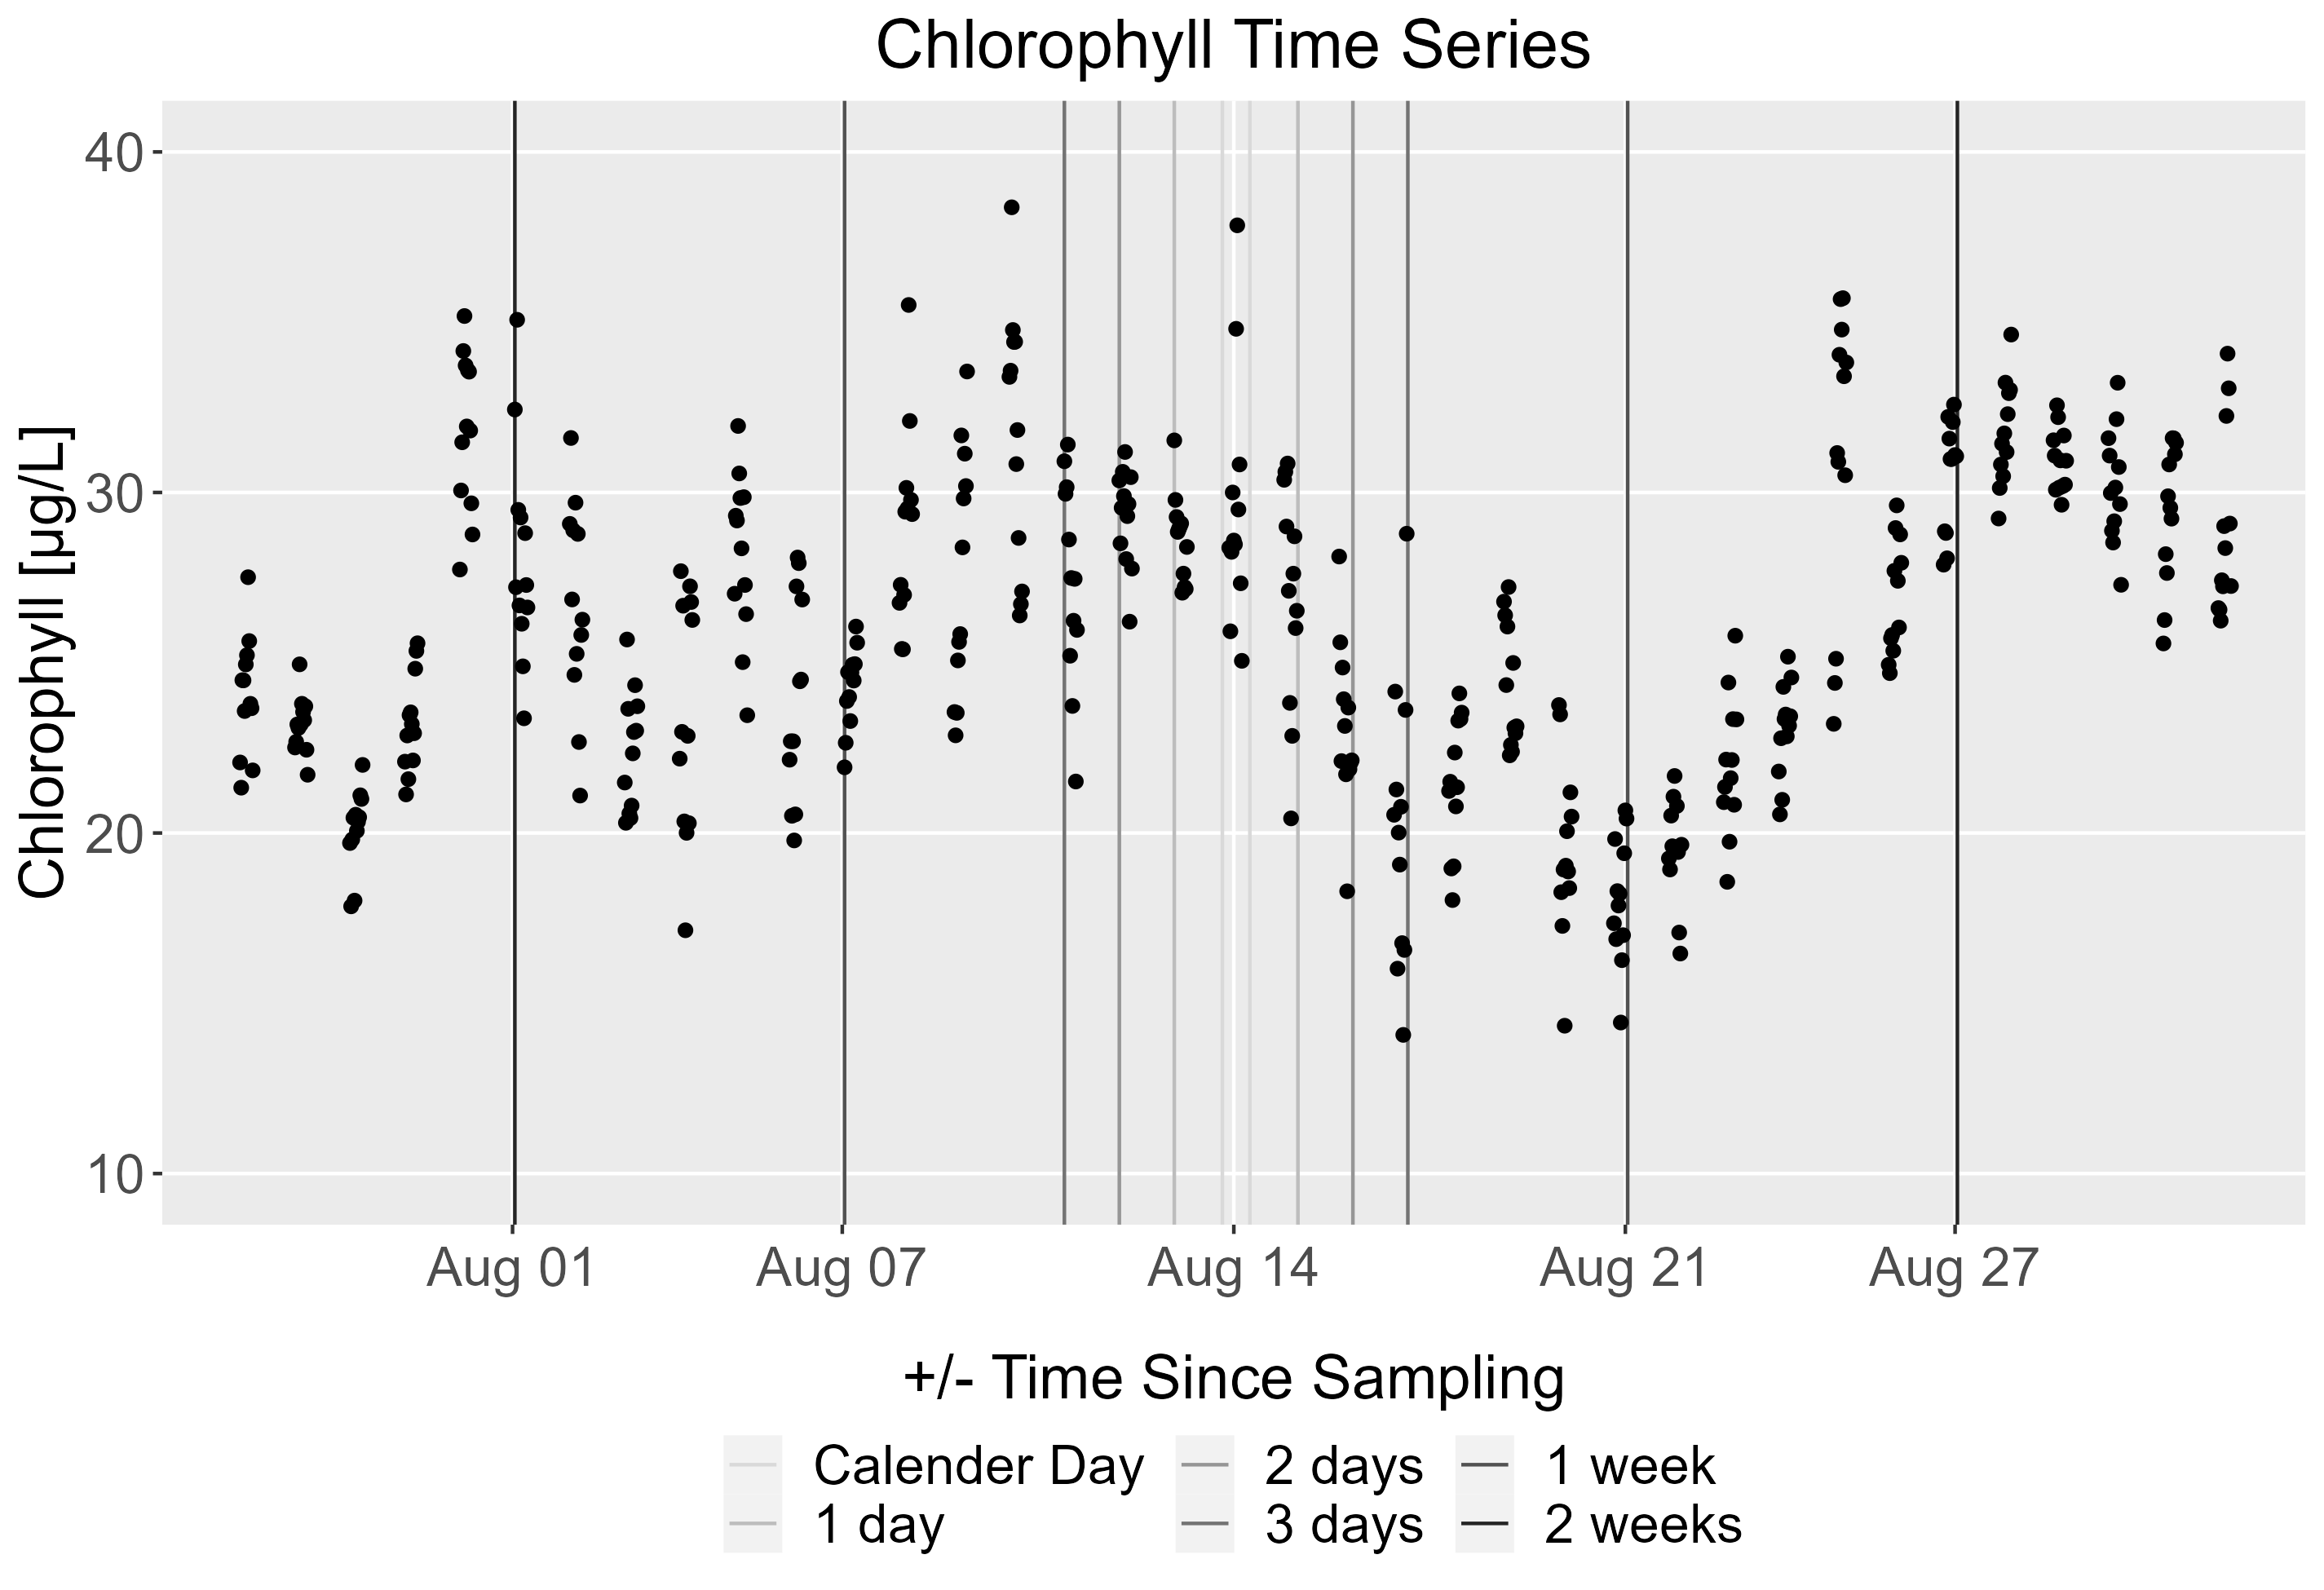 Chlorophyll Time Series
Chlorophyll [µg/L]
40
30
20
10
Aug 01 Aug 07 Aug 14 Aug 21 Aug 27
+/- Time Since Sampling
Calender Day 2 days 1 week
1 day 3 days 2 weeks